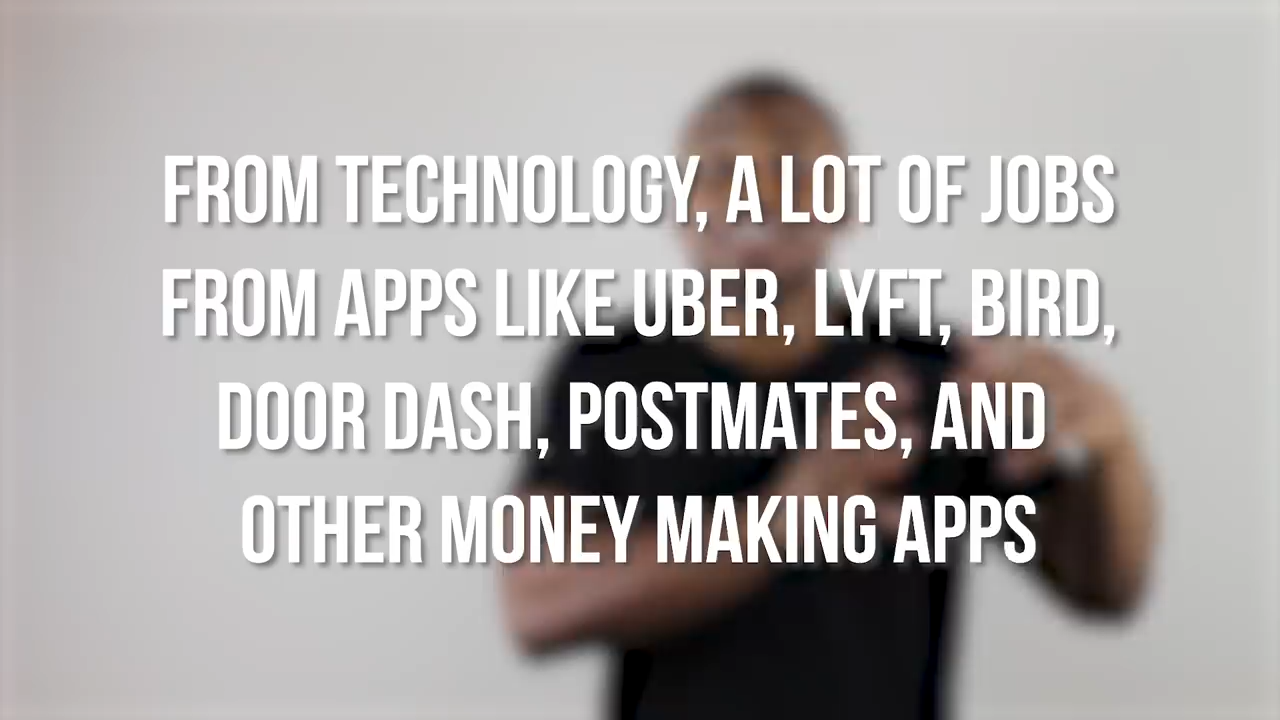 FROM TECHNOLOGY, A LOT OF JOBS
FROM APPS LIKE UBER, LYFT, BIRD,
DOOR DASH, POSTMATES, AND
OTHER MONEY MAKING APPS